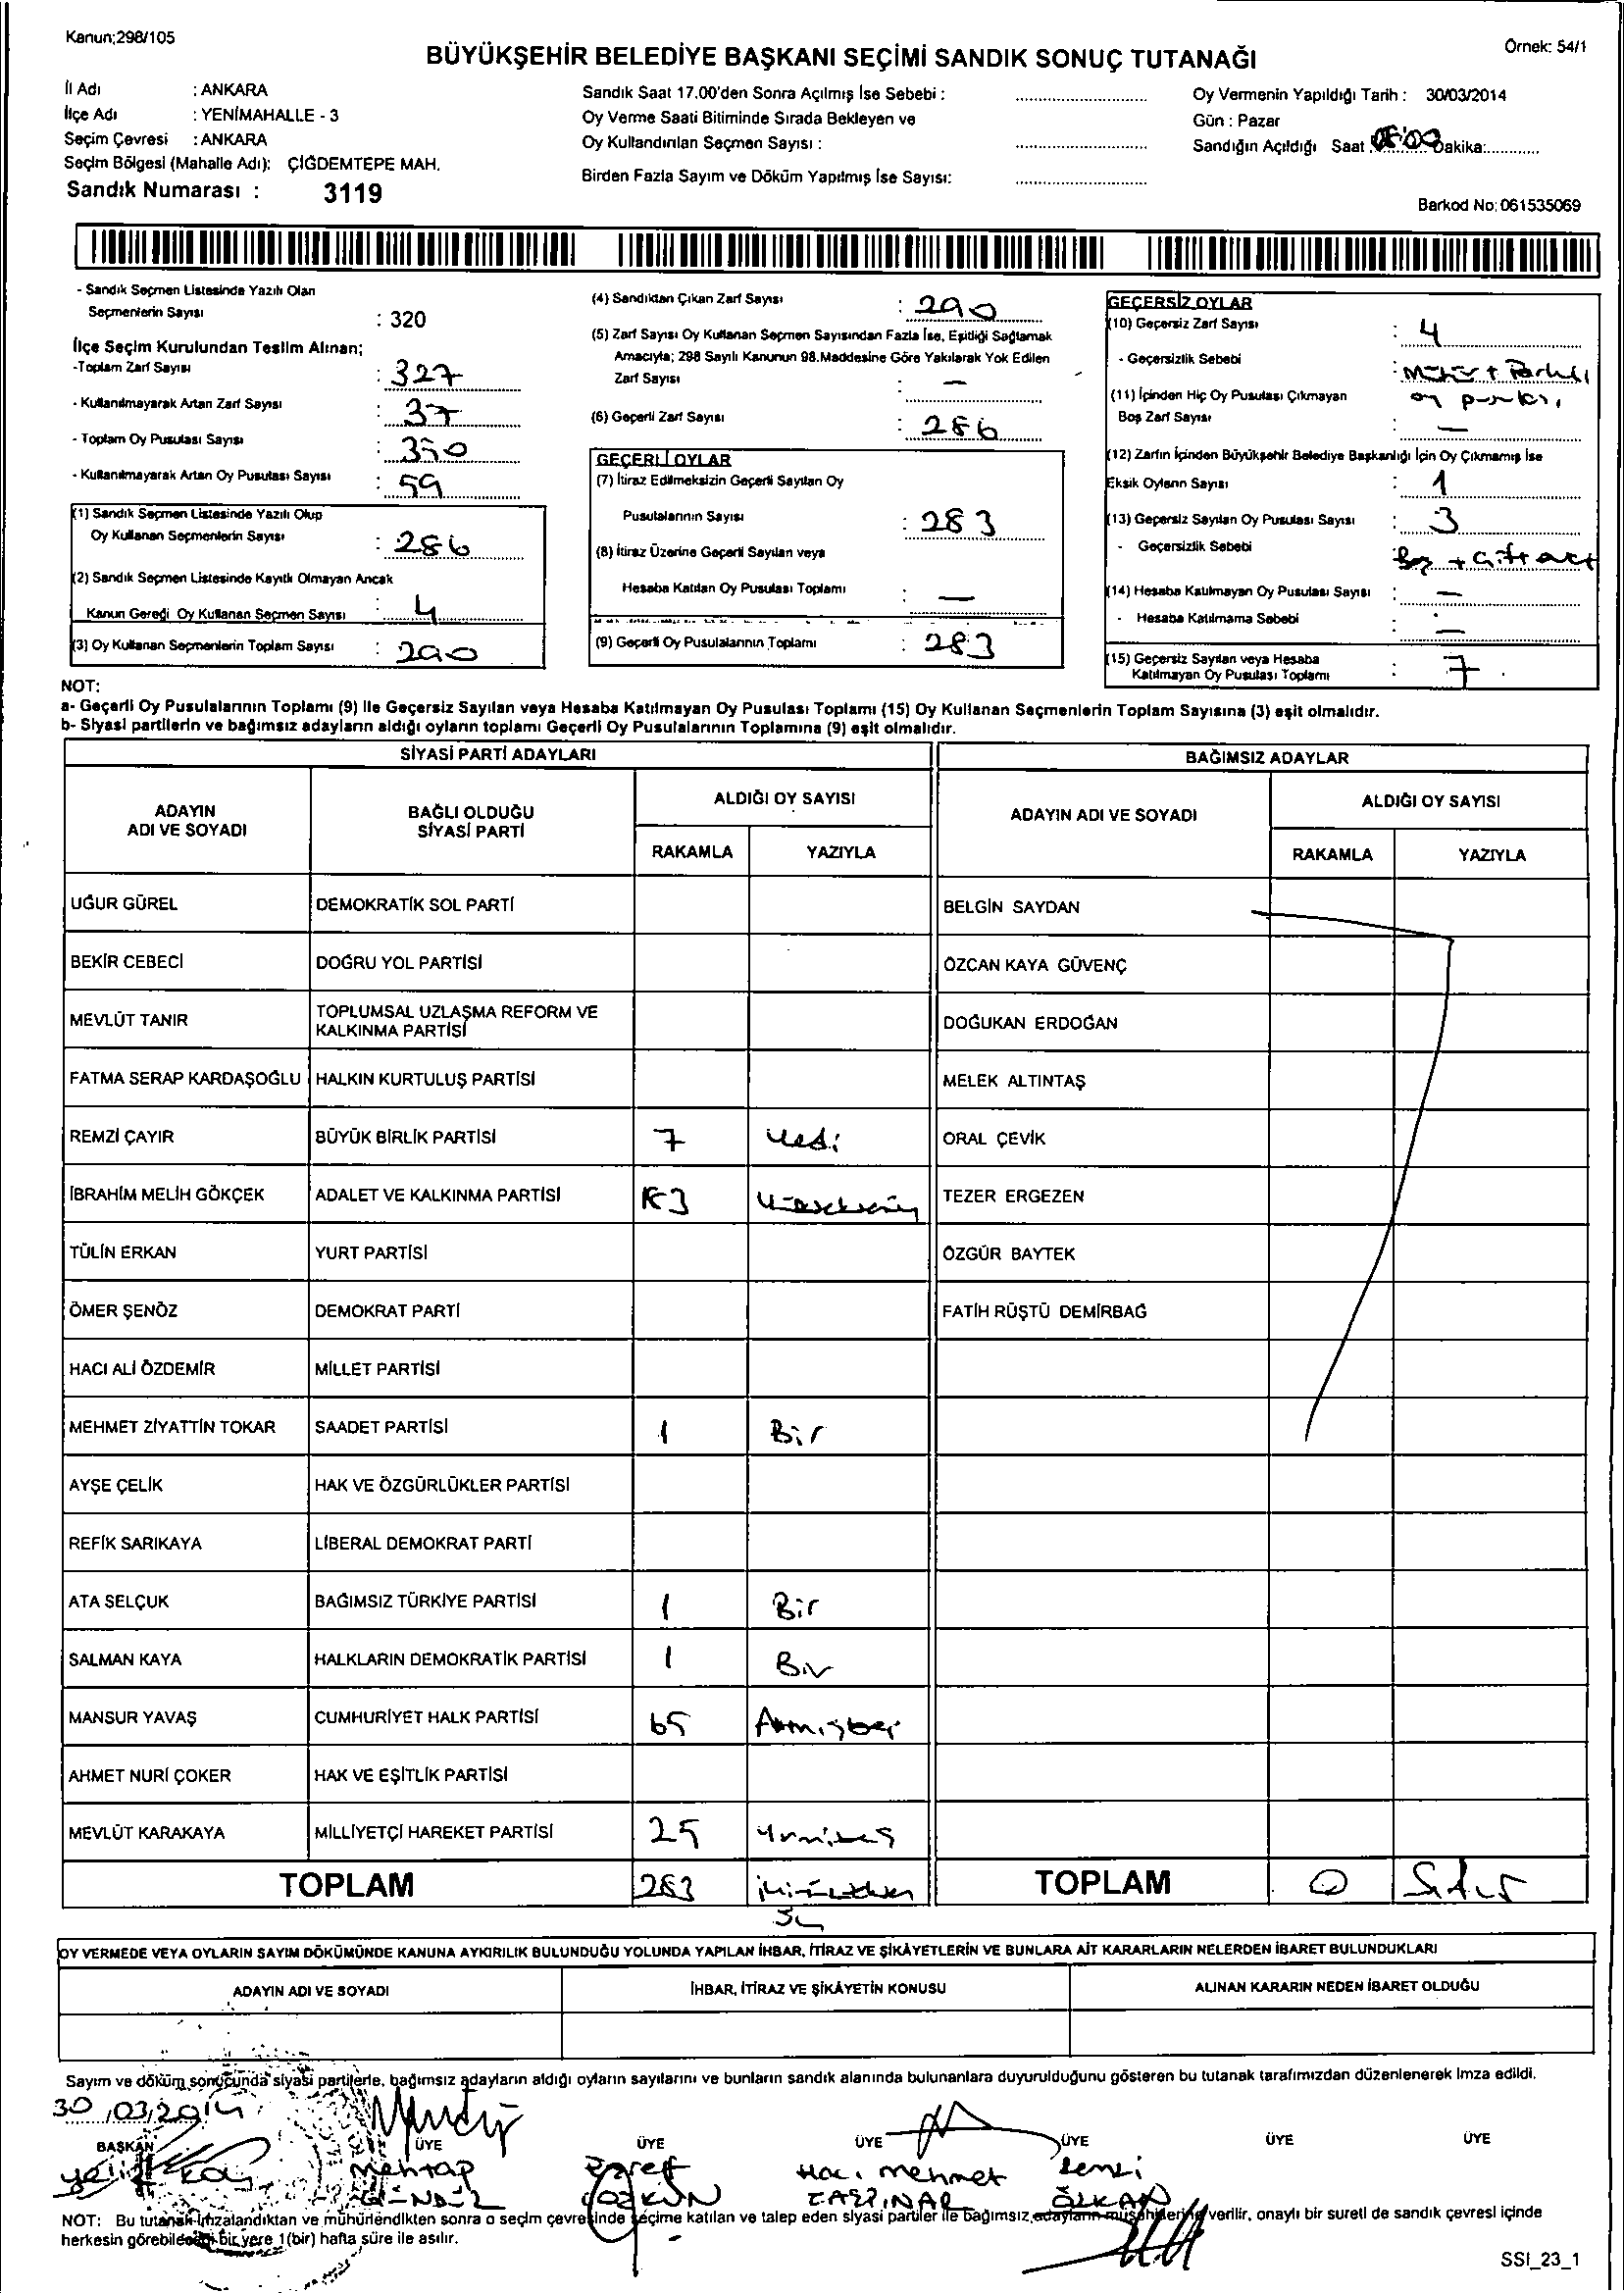 Kanun;298/105
Örnek: 54/1
BÜYÜKŞEHİR BELEDİYE BAŞKANI SEÇİMİ SANDIK SONUÇ TUTANAĞI
İl Adı : ANKARA
İlçe Adı : YENİMAHALLE - 3
Seçim Çevresi : ANKARA
Seçim Bölgesi (Mahalle Adı): ÇİĞDEMTEPE MAH.
Sandık Numarası : 3119
Sandık Saat 17.00'den Sonra Açılmış İse Sebebi :
Oy Verme Saati Bitiminde Sırada Bekleyen ve
Oy Kullandırılan Seçmen Sayısı :
Birden Fazla Sayım ve Döküm Yapılmış İse Sayısı:
Oy Vermenin Yapıldığı Tarih : 30/03/2014
Gün : Pazar
Sandığın Açıldığı Saat Dakika:
Barkod No: 061535069
- Sandık Seçmen Listesinde Yazılı Olan
Seçmenlerin Sayısı : 320
İlçe Seçim Kurulundan Teslim Alınan;
-Toplam Zarf Sayısı : 327
- Kullanılmayarak Artan Zarf Sayısı : 37
- Toplam Oy Pusulası Sayısı : 350
- Kullanılmayarak Artan Oy Pusulası Sayısı : 59
(1) Sandık Seçmen Listesinde Yazılı Olup
Oy Kullanan Seçmenlerin Sayısı : 286
(2) Sandık Seçmen Listesinde Kayıtlı Olmayan Ancak
Kanun Gereği Oy Kullanan Seçmen Sayısı : 4
(3) Oy Kullanan Seçmenlerin Toplam Sayısı : 290
(4) Sandıktan Çıkan Zarf Sayısı : 290
(5) Zarf Sayısı Oy Kullanan Seçmen Sayısından Fazla İse, Eşitliği Sağlamak
Amacıyla; 298 Sayılı Kanunun 98.Maddesine Göre Yakılarak Yok Edilen
Zarf Sayısı : —
(6) Geçerli Zarf Sayısı : 286
GEÇERLİ OYLAR
(7) İtiraz Edilmeksizin Geçerli Sayılan Oy
Pusulalarının Sayısı : 283
(8) İtiraz Üzerine Geçerli Sayılan veya
Hesaba Katılan Oy Pusulası Toplamı : —
(9) Geçerli Oy Pusulalarının Toplamı : 283
GEÇERSİZ OYLAR
(10) Geçersiz Zarf Sayısı : 4
- Geçersizlik Sebebi :
(11) İçinden Hiç Oy Pusulası Çıkmayan
Boş Zarf Sayısı : —
(12) Zarfın İçinden Büyükşehir Belediye Başkanlığı İçin Oy Çıkmamış İse
Eksik Oyların Sayısı : 1
(13) Geçersiz Sayılan Oy Pusulası Sayısı : 3
- Geçersizlik Sebebi
(14) Hesaba Katılmayan Oy Pusulası Sayısı : —
- Hesaba Katılmama Sebebi : —
(15) Geçersiz Sayılan veya Hesaba
Katılmayan Oy Pusulası Toplamı : 7
NOT:
a- Geçerli Oy Pusulalarının Toplamı (9) ile Geçersiz Sayılan veya Hesaba Katılmayan Oy Pusulası Toplamı (15) Oy Kullanan Seçmenlerin Toplam Sayısına (3) eşit olmalıdır.
b- Siyasi partilerin ve bağımsız adayların aldığı oyların toplamı Geçerli Oy Pusulalarının Toplamına (9) eşit olmalıdır.
SİYASİ PARTİ ADAYLARI
BAĞIMSIZ ADAYLAR
ADAYIN ADI VE SOYADI
BAĞLI OLDUĞU SİYASİ PARTİ
ALDIĞI OY SAYISI
RAKAMLA YAZIYLA
ADAYIN ADI VE SOYADI
ALDIĞI OY SAYISI
RAKAMLA YAZIYLA
UĞUR GÜREL DEMOKRATİK SOL PARTİ BELGİN SAYDAN
BEKİR CEBECİ DOĞRU YOL PARTİSİ ÖZCAN KAYA GÜVENÇ
MEVLÜT TANIR TOPLUMSAL UZLAŞMA REFORM VE KALKINMA PARTİSİ DOĞUKAN ERDOĞAN
FATMA SERAP KARDAŞOĞLU HALKIN KURTULUŞ PARTİSİ MELEK ALTINTAŞ
REMZİ ÇAYIR BÜYÜK BİRLİK PARTİSİ 7 Yedi ORAL ÇEVİK
İBRAHİM MELİH GÖKÇEK ADALET VE KALKINMA PARTİSİ 183 TEZER ERGEZEN
TÜLİN ERKAN YURT PARTİSİ ÖZGÜR BAYTEK
ÖMER ŞENÖZ DEMOKRAT PARTİ FATİH RÜŞTÜ DEMİRBAĞ
HACI ALİ ÖZDEMİR MİLLET PARTİSİ
MEHMET ZİYATTİN TOKAR SAADET PARTİSİ 1 Bir
AYŞE ÇELİK HAK VE ÖZGÜRLÜKLER PARTİSİ
REFİK SARIKAYA LİBERAL DEMOKRAT PARTİ
ATA SELÇUK BAĞIMSIZ TÜRKİYE PARTİSİ 1 Bir
SALMAN KAYA HALKLARIN DEMOKRATİK PARTİSİ 1 Bir
MANSUR YAVAŞ CUMHURİYET HALK PARTİSİ 65 Atmışbeş
AHMET NURİ ÇOKER HAK VE EŞİTLİK PARTİSİ
MEVLÜT KARAKAYA MİLLİYETÇİ HAREKET PARTİSİ 25 Yirmibeş
TOPLAM 283 TOPLAM 0 Sıfır
OY VERMEDE VEYA OYLARIN SAYIM DÖKÜMÜNDE KANUNA AYKIRILIK BULUNDUĞU YOLUNDA YAPILAN İHBAR, İTİRAZ VE ŞİKÂYETLERİN VE BUNLARA AİT KARARLARIN NELERDEN İBARET BULUNDUKLARI
ADAYIN ADI VE SOYADI İHBAR, İTİRAZ VE ŞİKÂYETİN KONUSU ALINAN KARARIN NEDEN İBARET OLDUĞU
Sayım ve döküm sonucunda siyasi partilerle, bağımsız adayların aldığı oyların sayılarını ve bunların sandık alanında bulunanlara duyurulduğunu gösteren bu tutanak tarafımızdan düzenlenerek imza edildi.
30/03/2014
BAŞKAN ÜYE ÜYE ÜYE ÜYE ÜYE ÜYE
Mehtap Hacı Mehmet
GÜNDÜZ ÖZKUN TAŞPINAR ÖLKAN
NOT: Bu tutanak imzalandıktan ve mühürlendikten sonra o seçim çevresinde seçime katılan ve talep eden siyasi partiler ile bağımsız adayların müşahitlerine verilir, onaylı bir sureti de sandık çevresi içinde
herkesin görebileceği bir yere 1(bir) hafta süre ile asılır.
SSI_23_1